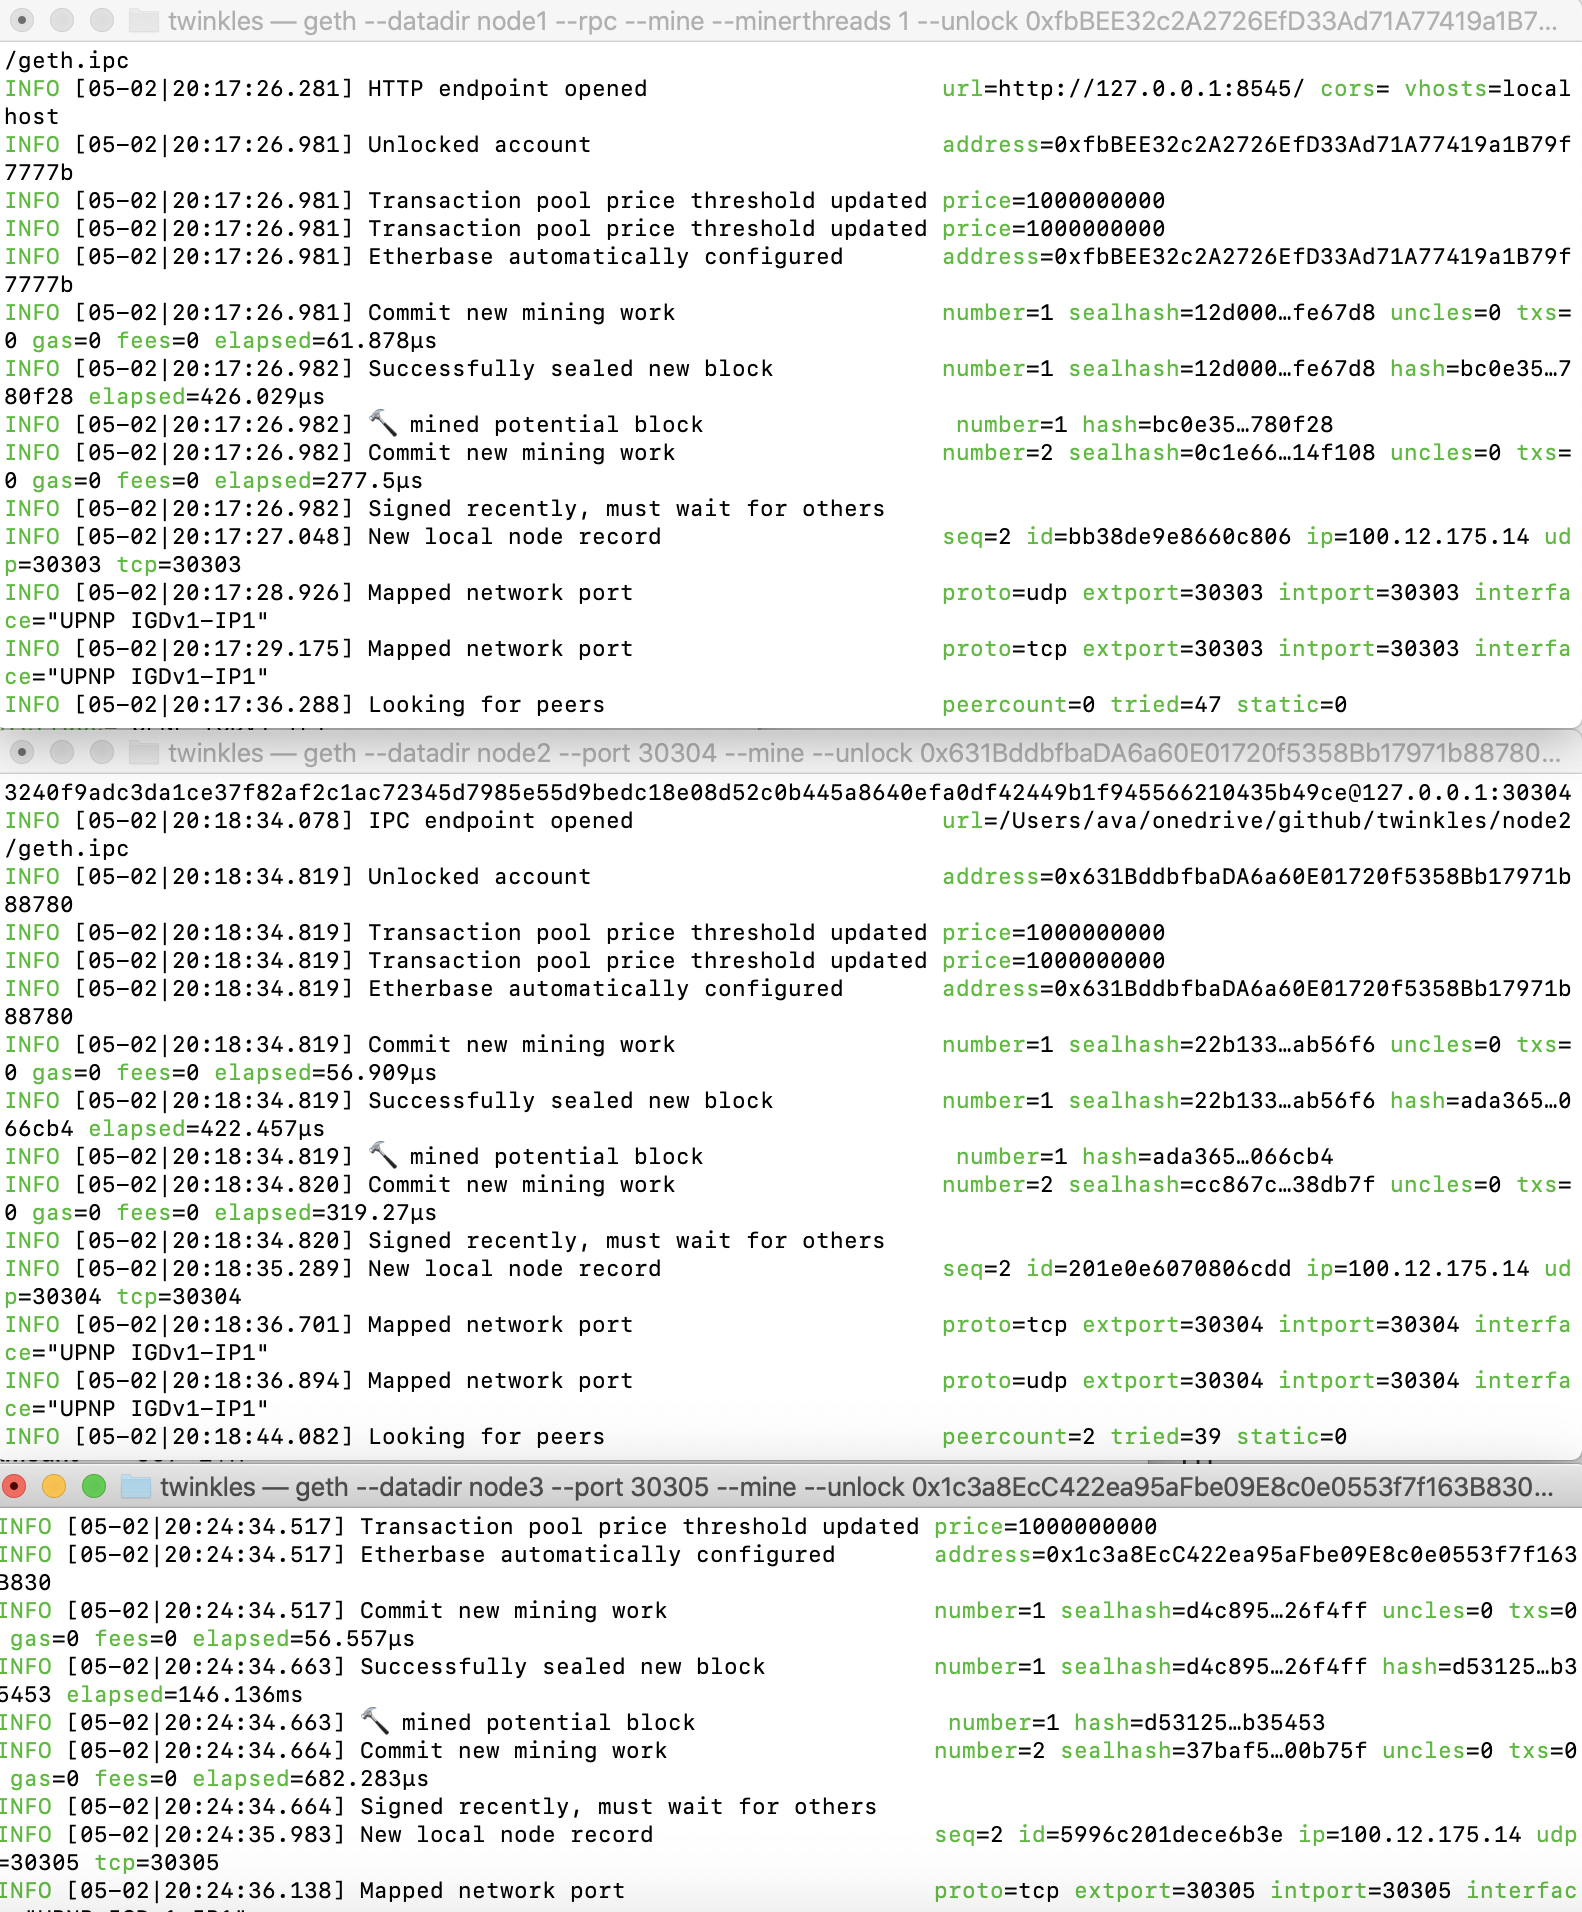 twinkles — geth --datadir node1 --rpc --mine --minerthreads 1 --unlock 0xfbBEE32c2A2726EfD33Ad71A77419a1B7...
/geth.ipc
INFO [05-02|20:17:26.281] HTTP endpoint opened url=http://127.0.0.1:8545/ cors= vhosts=local
host
INFO [05-02|20:17:26.981] Unlocked account address=0xfbBEE32c2A2726EfD33Ad71A77419a1B79f
7777b
INFO [05-02|20:17:26.981] Transaction pool price threshold updated price=1000000000
INFO [05-02|20:17:26.981] Transaction pool price threshold updated price=1000000000
INFO [05-02|20:17:26.981] Etherbase automatically configured address=0xfbBEE32c2A2726EfD33Ad71A77419a1B79f
7777b
INFO [05-02|20:17:26.981] Commit new mining work number=1 sealhash=12d000…fe67d8 uncles=0 txs=
0 gas=0 fees=0 elapsed=61.878µs
INFO [05-02|20:17:26.982] Successfully sealed new block number=1 sealhash=12d000…fe67d8 hash=bc0e35…7
80f28 elapsed=426.029µs
INFO [05-02|20:17:26.982] 🔨 mined potential block number=1 hash=bc0e35…780f28
INFO [05-02|20:17:26.982] Commit new mining work number=2 sealhash=0c1e66…14f108 uncles=0 txs=
0 gas=0 fees=0 elapsed=277.5µs
INFO [05-02|20:17:26.982] Signed recently, must wait for others
INFO [05-02|20:17:27.048] New local node record seq=2 id=bb38de9e8660c806 ip=100.12.175.14 ud
p=30303 tcp=30303
INFO [05-02|20:17:28.926] Mapped network port proto=udp extport=30303 intport=30303 interfa
ce="UPNP IGDv1-IP1"
INFO [05-02|20:17:29.175] Mapped network port proto=tcp extport=30303 intport=30303 interfa
ce="UPNP IGDv1-IP1"
INFO [05-02|20:17:36.288] Looking for peers peercount=0 tried=47 static=0
twinkles — geth --datadir node2 --port 30304 --mine --unlock 0x631BddbfbaDA6a60E01720f5358Bb17971b88780...
3240f9adc3da1ce37f82af2c1ac72345d7985e55d9bedc18e08d52c0b445a8640efa0df42449b1f945566210435b49ce@127.0.0.1:30304
INFO [05-02|20:18:34.078] IPC endpoint opened url=/Users/ava/onedrive/github/twinkles/node2
/geth.ipc
INFO [05-02|20:18:34.819] Unlocked account address=0x631BddbfbaDA6a60E01720f5358Bb17971b
88780
INFO [05-02|20:18:34.819] Transaction pool price threshold updated price=1000000000
INFO [05-02|20:18:34.819] Transaction pool price threshold updated price=1000000000
INFO [05-02|20:18:34.819] Etherbase automatically configured address=0x631BddbfbaDA6a60E01720f5358Bb17971b
88780
INFO [05-02|20:18:34.819] Commit new mining work number=1 sealhash=22b133…ab56f6 uncles=0 txs=
0 gas=0 fees=0 elapsed=56.909µs
INFO [05-02|20:18:34.819] Successfully sealed new block number=1 sealhash=22b133…ab56f6 hash=ada365…0
66cb4 elapsed=422.457µs
INFO [05-02|20:18:34.819] 🔨 mined potential block number=1 hash=ada365…066cb4
INFO [05-02|20:18:34.820] Commit new mining work number=2 sealhash=cc867c…38db7f uncles=0 txs=
0 gas=0 fees=0 elapsed=319.27µs
INFO [05-02|20:18:34.820] Signed recently, must wait for others
INFO [05-02|20:18:35.289] New local node record seq=2 id=201e0e6070806cdd ip=100.12.175.14 ud
p=30304 tcp=30304
INFO [05-02|20:18:36.701] Mapped network port proto=tcp extport=30304 intport=30304 interfa
ce="UPNP IGDv1-IP1"
INFO [05-02|20:18:36.894] Mapped network port proto=udp extport=30304 intport=30304 interfa
ce="UPNP IGDv1-IP1"
INFO [05-02|20:18:44.082] Looking for peers peercount=2 tried=39 static=0
twinkles — geth --datadir node3 --port 30305 --mine --unlock 0x1c3a8EcC422ea95aFbe09E8c0e0553f7f163B830...
INFO [05-02|20:24:34.517] Transaction pool price threshold updated price=1000000000
INFO [05-02|20:24:34.517] Etherbase automatically configured address=0x1c3a8EcC422ea95aFbe09E8c0e0553f7f163
B830
INFO [05-02|20:24:34.517] Commit new mining work number=1 sealhash=d4c895…26f4ff uncles=0 txs=0
gas=0 fees=0 elapsed=56.557µs
INFO [05-02|20:24:34.663] Successfully sealed new block number=1 sealhash=d4c895…26f4ff hash=d53125…b3
5453 elapsed=146.136ms
INFO [05-02|20:24:34.663] 🔨 mined potential block number=1 hash=d53125…b35453
INFO [05-02|20:24:34.664] Commit new mining work number=2 sealhash=37baf5…00b75f uncles=0 txs=0
gas=0 fees=0 elapsed=682.283µs
INFO [05-02|20:24:34.664] Signed recently, must wait for others
INFO [05-02|20:24:35.983] New local node record seq=2 id=5996c201dece6b3e ip=100.12.175.14 udp
=30305 tcp=30305
INFO [05-02|20:24:36.138] Mapped network port proto=tcp extport=30305 intport=30305 interfac